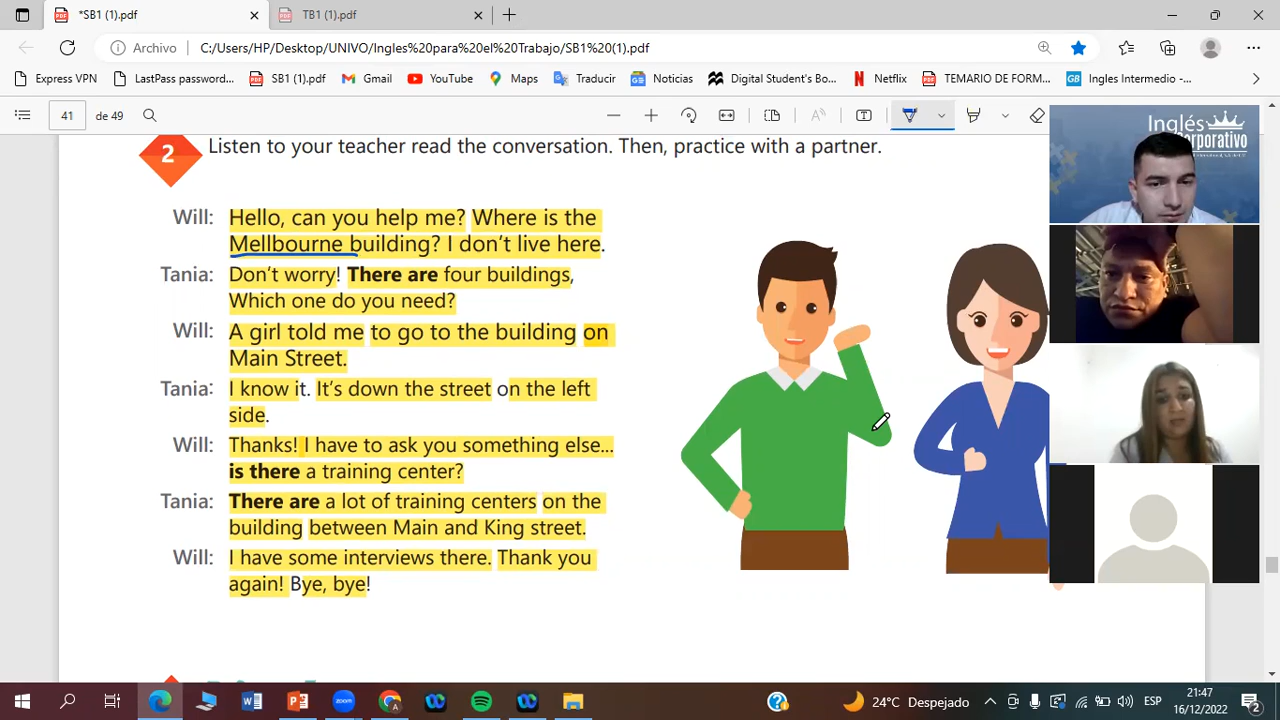 *SB1 (1).pdf
TB1 (1).pdf
Archivo
C:/Users/HP/Desktop/UNIVO/Ingles%20para%20el%20Trabajo/SB1%20(1).pdf
Express VPN
LastPass password...
SB1 (1).pdf
Gmail
YouTube
Maps
Traducir
Noticias
Digital Student's Bo...
Netflix
TEMARIO DE FORM...
GB
Ingles Intermedio -...
41
de 49
Inglés
orporativo
2
Listen to your teacher read the conversation. Then, practice with a partner.
Will: Hello, can you help me? Where is the
Mellbourne building? I don't live here.
Tania: Don't worry! There are four buildings,
Which one do you need?
Will: A girl told me to go to the building on
Main Street.
Tania: I know it. It's down the street on the left
side.
Will: Thanks! I have to ask you something else...
is there a training center?
Tania: There are a lot of training centers on the
building between Main and King street.
Will: I have some interviews there. Thank you
again! Bye, bye!
zoom
24°C Despejado
ESP
21:47
16/12/2022
2